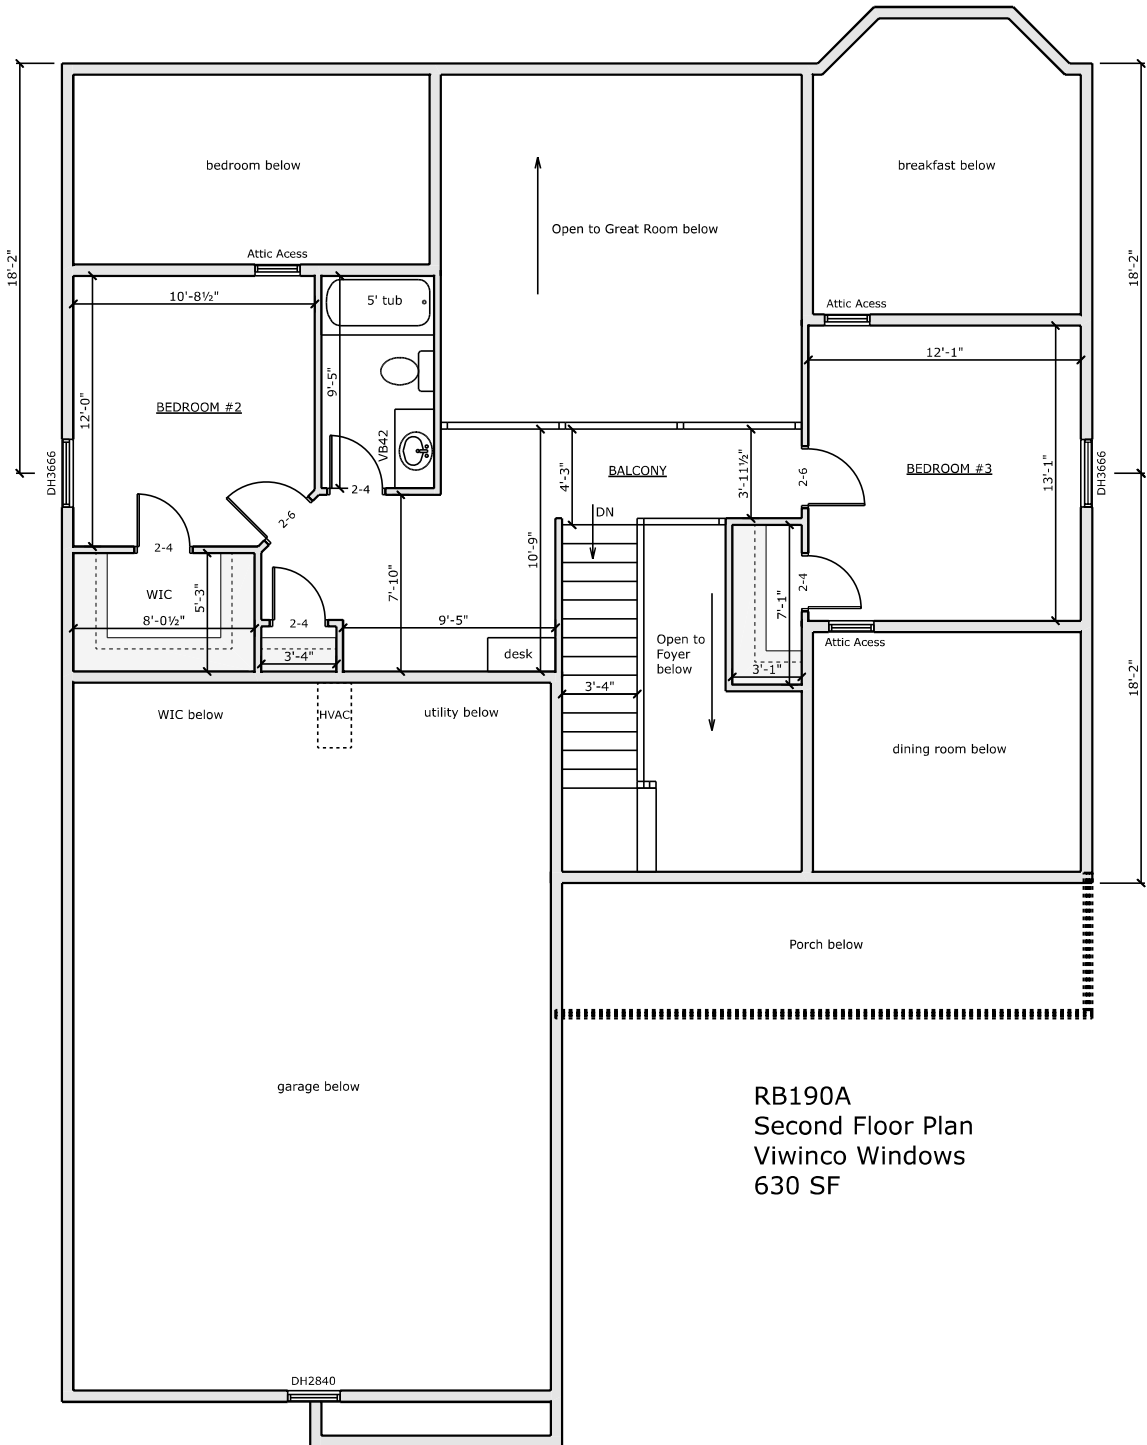 bedroom below
breakfast below
Open to Great Room below
18'-2"
18'-2"
Attic Acess
10'-8½"
5' tub
Attic Acess
12'-1"
9'-5"
12'-0"
BEDROOM #2
VB42
BALCONY
BEDROOM #3
DH3666
DH3666
4'-3"
3'-11½"
2-6
13'-1"
2-4
2-6
DN
2-4
10'-9"
7'-10"
2-4
WIC
5'-3"
7'-1"
8'-0½"
2-4
9'-5"
Open to
Foyer
below
Attic Acess
desk
3'-4"
3'-1"
3'-4"
18'-2"
WIC below
HVAC
utility below
dining room below
Porch below
garage below
RB190A
Second Floor Plan
Viwinco Windows
630 SF
DH2840